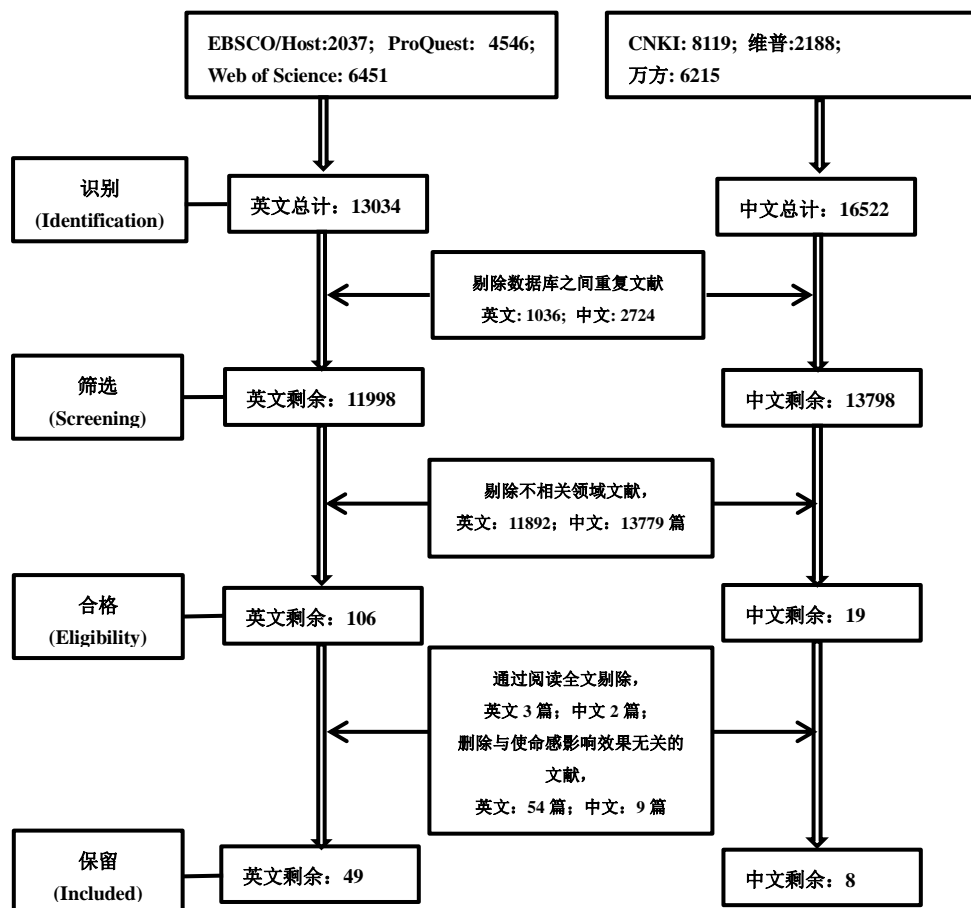 EBSCO/Host:2037; ProQuest: 4546;
Web of Science: 6451
CNKI: 8119; 维普:2188;
万方: 6215
识别
(Identification)
英文总计：13034
中文总计：16522
剔除数据库之间重复文献
英文: 1036; 中文: 2724
筛选
(Screening)
英文剩余：11998
中文剩余：13798
剔除不相关领域文献，
英文：11892；中文：13779 篇
合格
(Eligibility)
英文剩余：106
中文剩余：19
通过阅读全文剔除，
英文 3 篇；中文 2 篇；
删除与使命感影响效果无关的
文献，
英文：54 篇；中文：9 篇
保留
(Included)
英文剩余：49
中文剩余：8